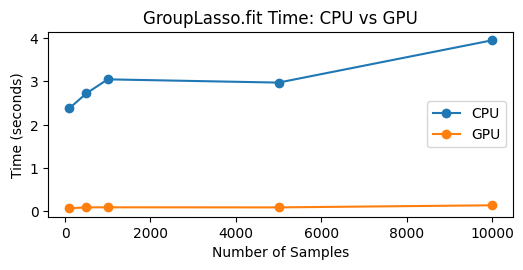 GroupLasso.fit Time: CPU vs GPU
Time (seconds)
4
3
2
1
0
CPU
GPU
0 2000 4000 6000 8000 10000
Number of Samples